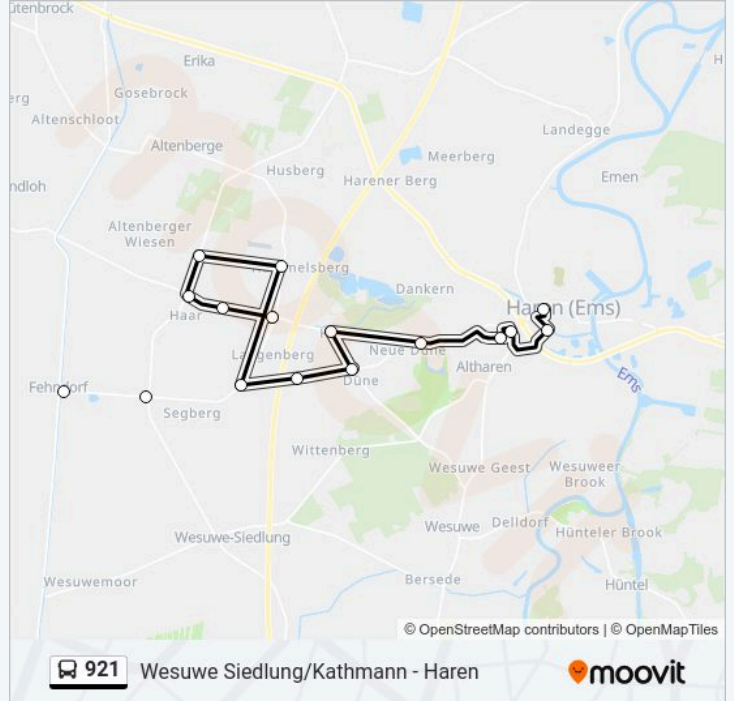 Erika
Gosebrock
Altenschloot
Altenberge
Landegge
Meerberg
Husberg
Harener Berg
Emen
Altenberger
Wiesen
Dankern
Haren (Ems)
Haar
Neue Düne
Altharen
Düne
Ems
Segberg
Wittenberg
Wesuwe Geest
Wesuweer
Brook
Wesuwe
Delldorf
Hünteler Brook
Wesuwe-Siedlung
Wesuwemoor
Bersede
Hüntel
© OpenStreetMap contributors | © OpenMapTiles
921 Wesuwe Siedlung/Kathmann - Haren
moovit